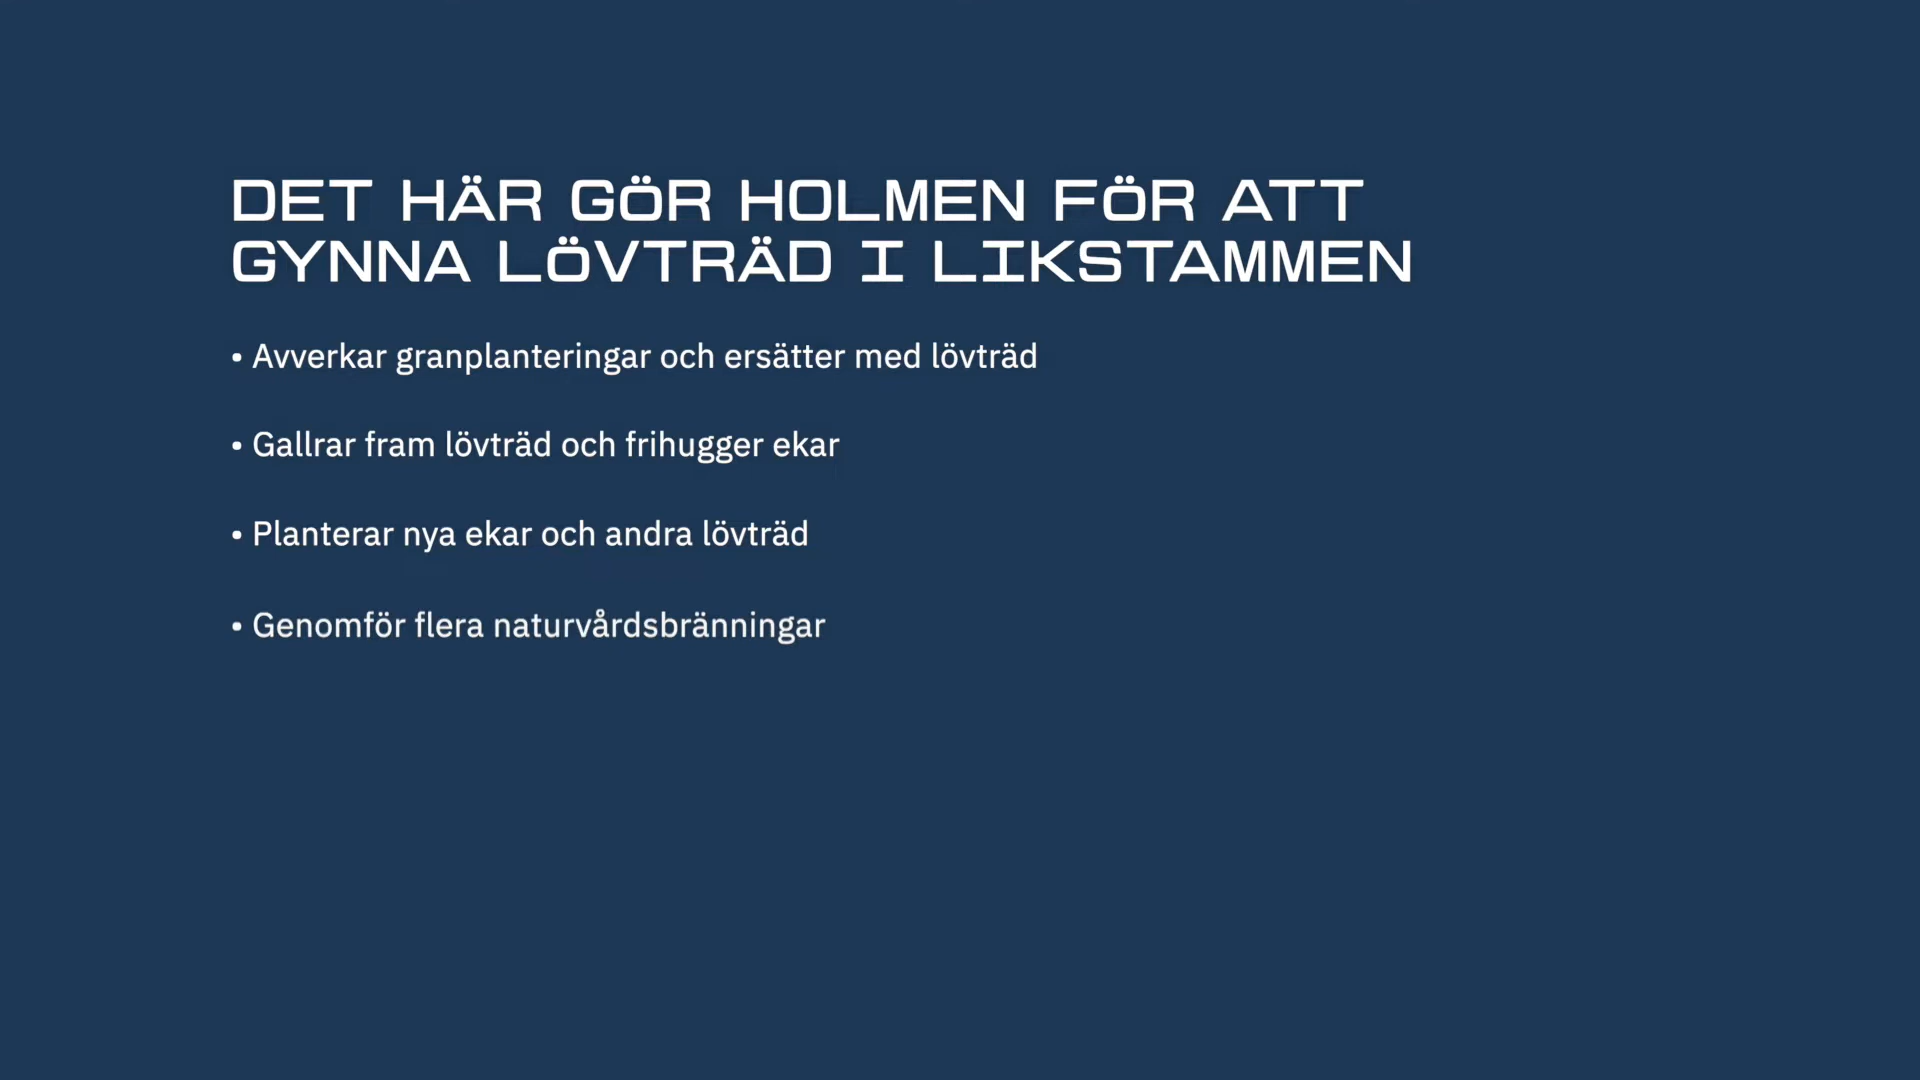 DET HÄR GÖR HOLMEN FÖR ATT
GYNNA LÖVTRÄD I LIKSTAMMEN
• Avverkar granplanteringar och ersätter med lövträd
• Gallrar fram lövträd och frihugger ekar
• Planterar nya ekar och andra lövträd
• Genomför flera naturvårdsbränningar